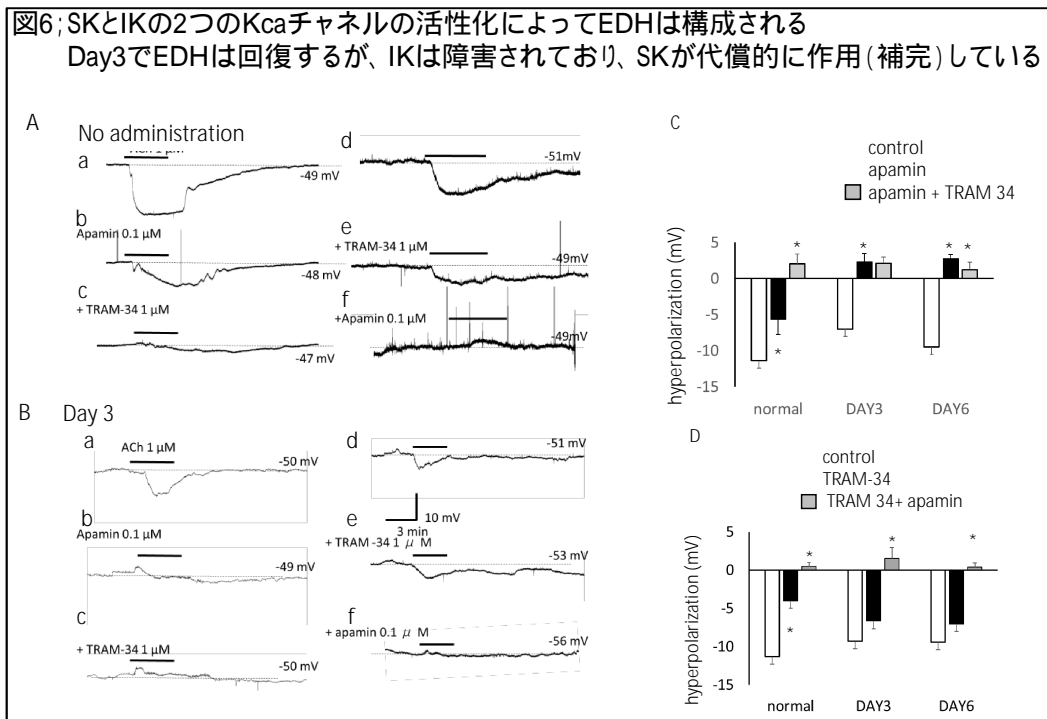 図6;SKとIKの2つのKcaチャネルの活性化によってEDHは構成される
Day3でEDHは回復するが、IKは障害されており、SKが代償的に作用(補完)している
A
No administration
a
ACh 1 μM
-49 mV
b
Apamin 0.1 μM
-48 mV
c
+ TRAM-34 1 μM
-47 mV
d
-51mV
e
+ TRAM-34 1 μM
-49mV
f
+Apamin 0.1 μM
-49mV
B Day 3
a
ACh 1 μM
-50 mV
b
Apamin 0.1 μM
-49 mV
c
+ TRAM-34 1 μM
-50 mV
d
-51 mV
10 mV
3 min
e
+ TRAM -34 1 μ M
-53 mV
f
+ apamin 0.1 μ M
-56 mV
C
control
apamin
apamin + TRAM 34
hyperpolarization (mV)
5
0
-5
-10
-15
* * * * *
normal DAY3 DAY6
D
control
TRAM-34
TRAM 34+ apamin
hyperpolarization (mV)
5
0
-5
-10
-15
* * * *
normal DAY3 DAY6